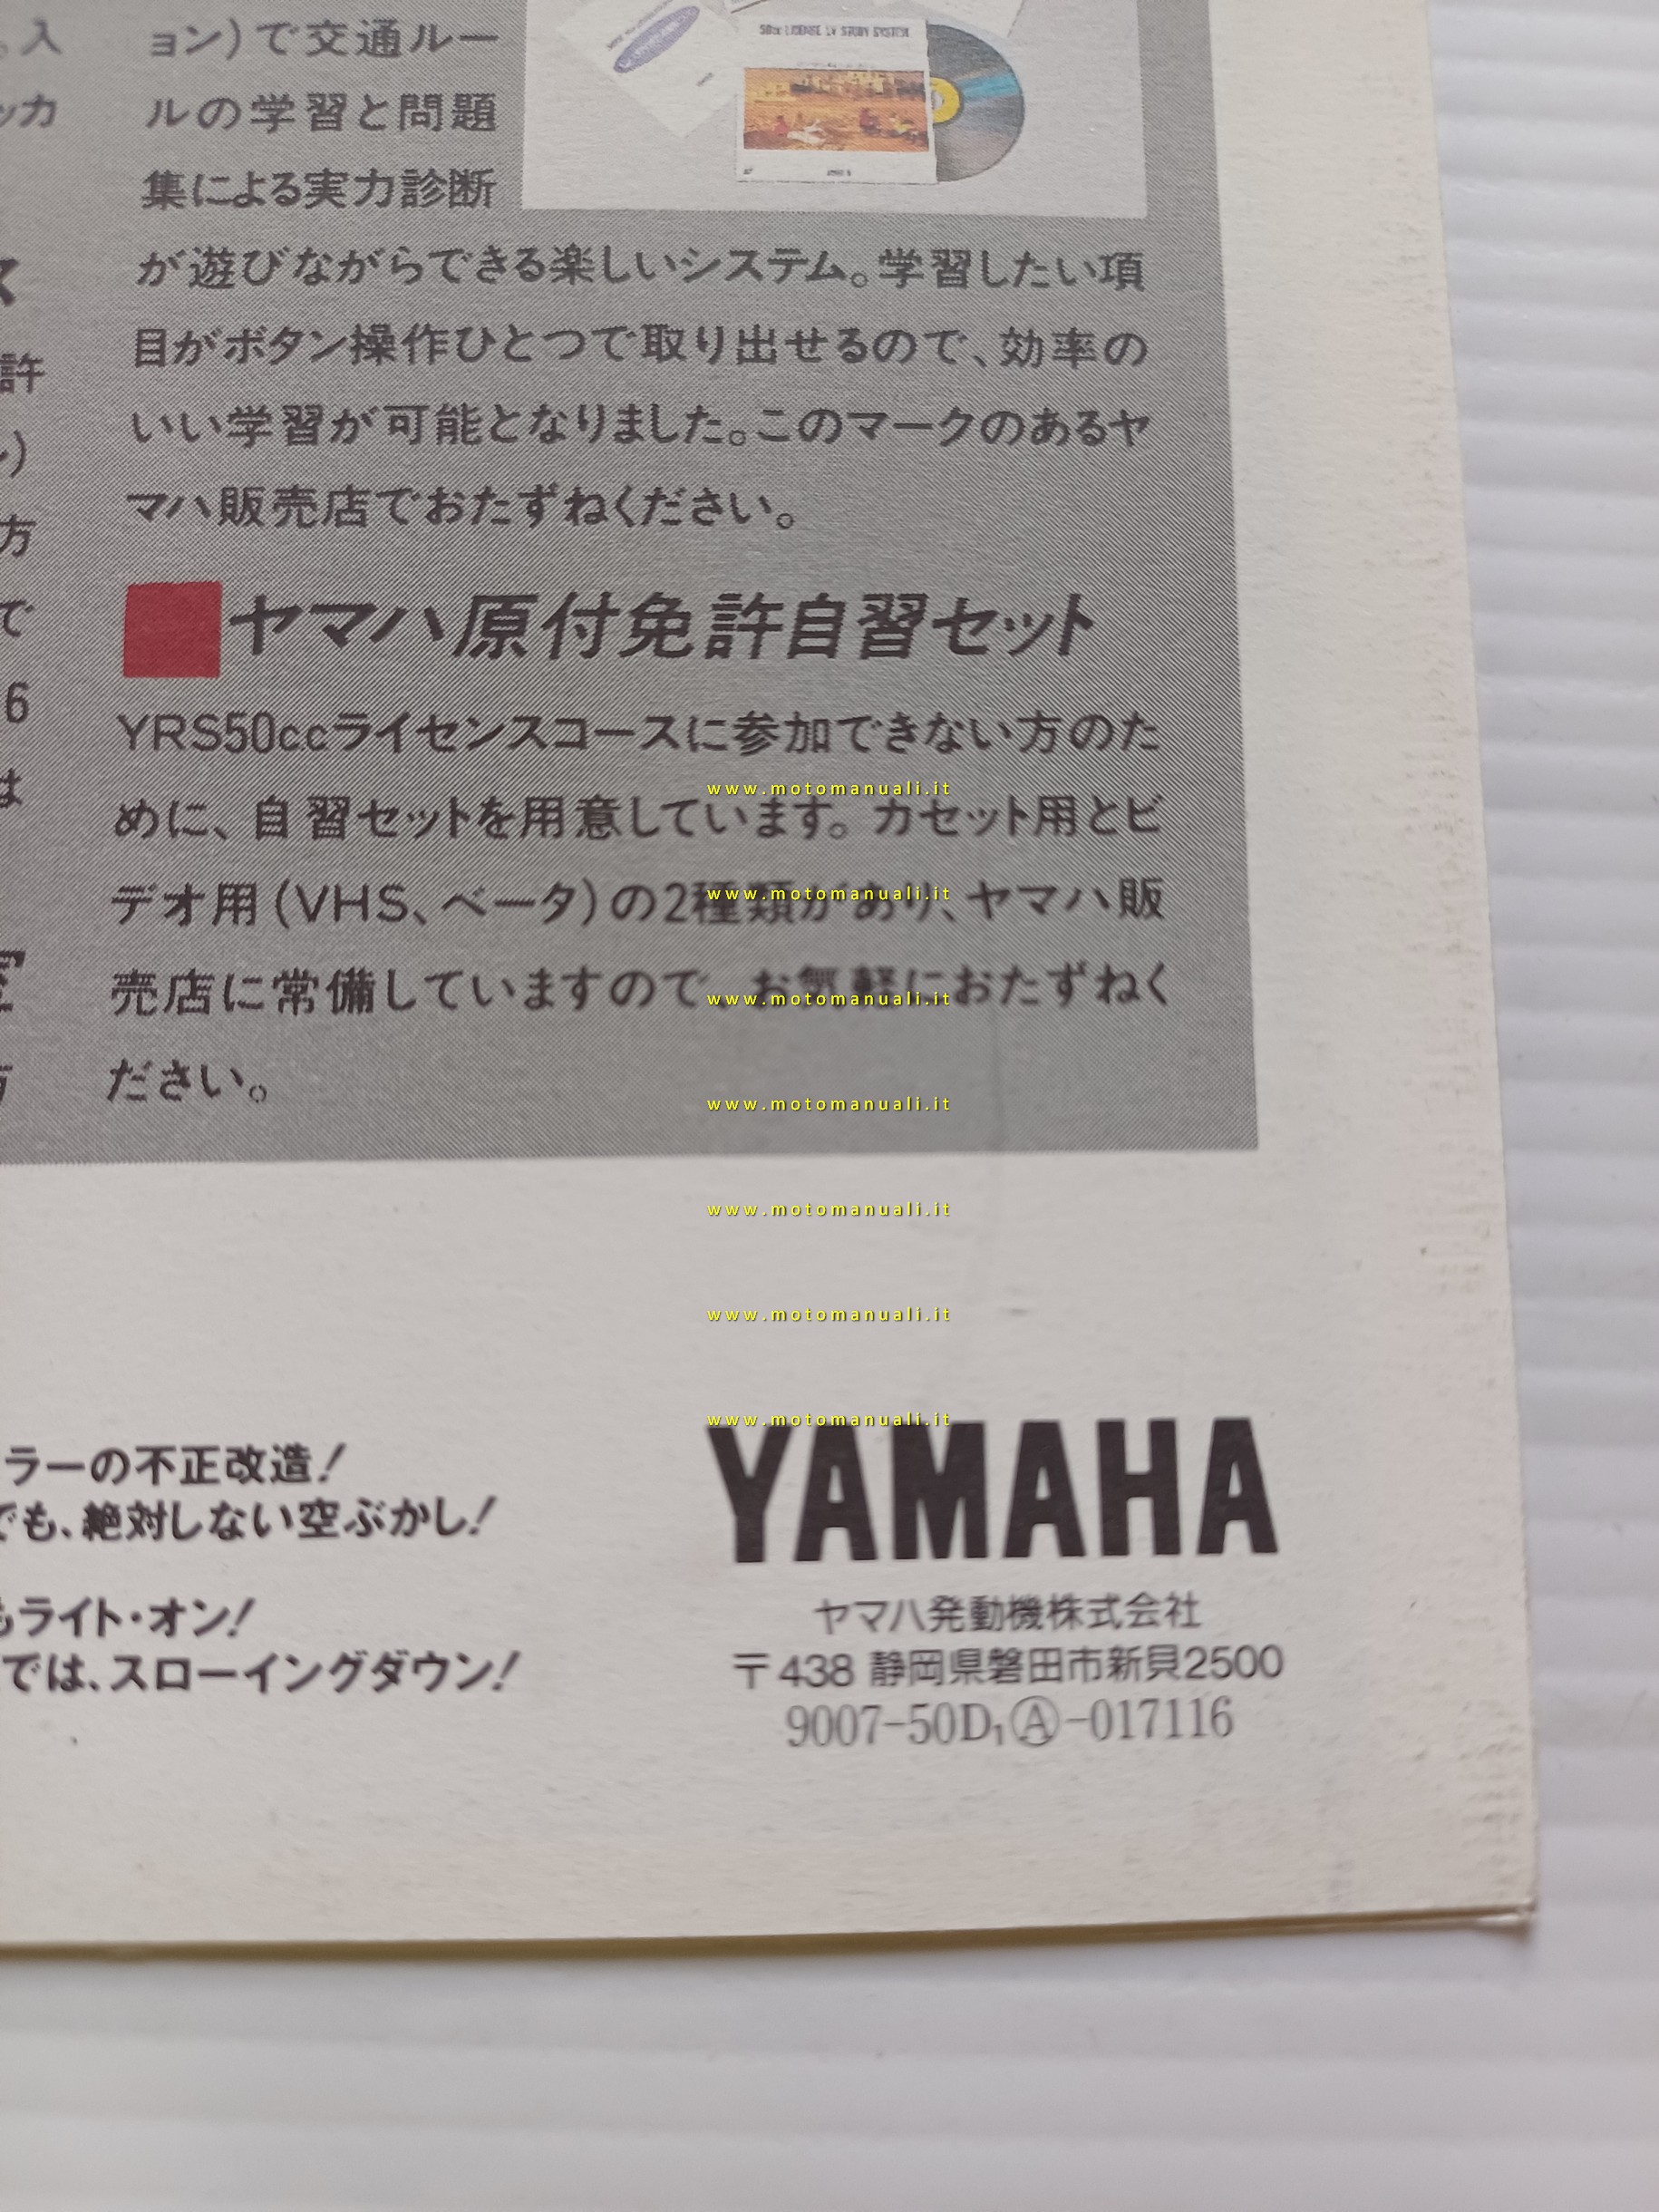 。入
ッカ
ス
許
ル)
方
で
6
は
ョン)で交通ルー
ルの学習と問題
集による実力診断
が遊びながらできる楽しいシステム。学習したい項
目がボタン操作ひとつで取り出せるので、効率の
いい学習が可能となりました。このマークのあるヤ
マハ販売店でおたずねください。
50cc LICENSE LV STUDY SYSTEM
ヤマハ原付免許自習セット
YRS50ccライセンスコースに参加できない方のた
めに、自習セットを用意しています。カセット用とビ
デオ用(VHS、ベータ)の2種類があり、ヤマハ販
売店に常備していますので、お気軽におたずねく
ださい。
www.motomanuali.it
www.motomanuali.it
www.motomanuali.it
www.motomanuali.it
www.motomanuali.it
www.motomanuali.it
www.motomanuali.it
ラーの不正改造!
でも、絶対しない空ぶかし!
もライト・オン!
では、スローイングダウン!
YAMAHA
ヤマハ発動機株式会社
〒438 静岡県磐田市新貝2500
9007-50D₁Ⓐ-017116